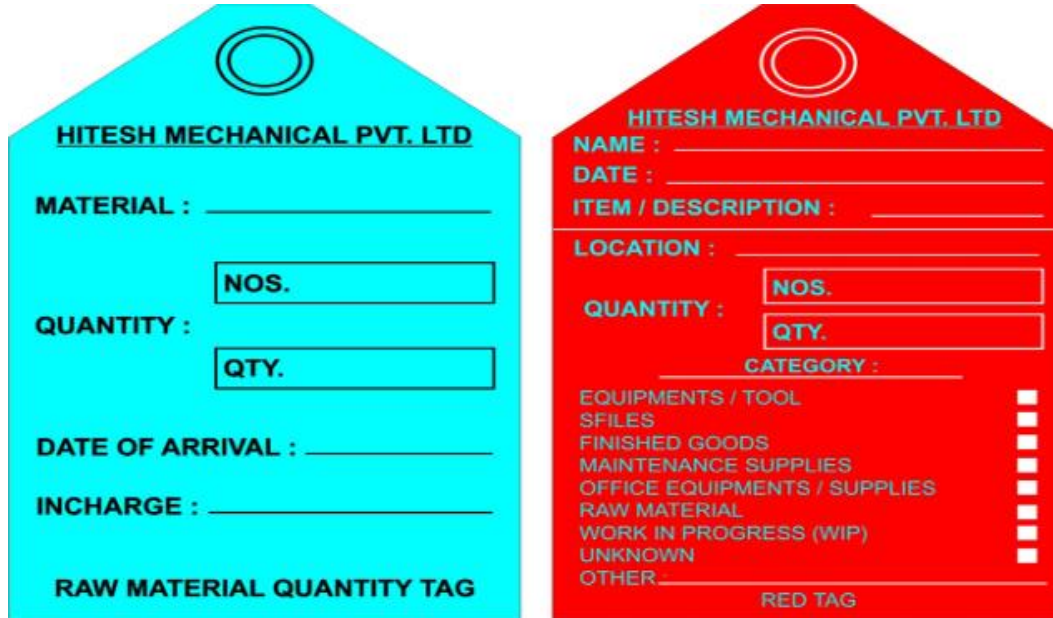 HITESH MECHANICAL PVT. LTD
MATERIAL :
NOS.
QUANTITY :
QTY.
DATE OF ARRIVAL :
INCHARGE :
RAW MATERIAL QUANTITY TAG
HITESH MECHANICAL PVT. LTD
NAME :
DATE :
ITEM / DESCRIPTION :
LOCATION :
NOS.
QUANTITY :
QTY.
CATEGORY :
EQUIPMENTS / TOOL
SFILES
FINISHED GOODS
MAINTENANCE SUPPLIES
OFFICE EQUIPMENTS / SUPPLIES
RAW MATERIAL
WORK IN PROGRESS (WIP)
UNKNOWN
OTHER
RED TAG